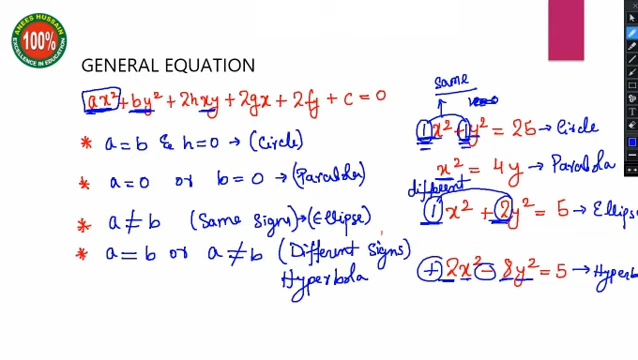 ANEES HUSSAIN
100%
EXCELLENCE IN EDUCATION
GENERAL EQUATION
ax² + by² + 2hxy + 2gx + 2fy + c = 0
* a = b & h=0 → (Circle)
* a=0 or b=0 → (Parabola)
* a ≠ b (Same signs) → (Ellipse)
* a = b or a ≠ b (Different Signs)
Hyperbola
same
1x² + 1y² = 25 → Circle
x² = 4y → Parabola
different
1x² + 2y² = 5 → Ellipse
+2x² - 8y² = 5 → Hyperb